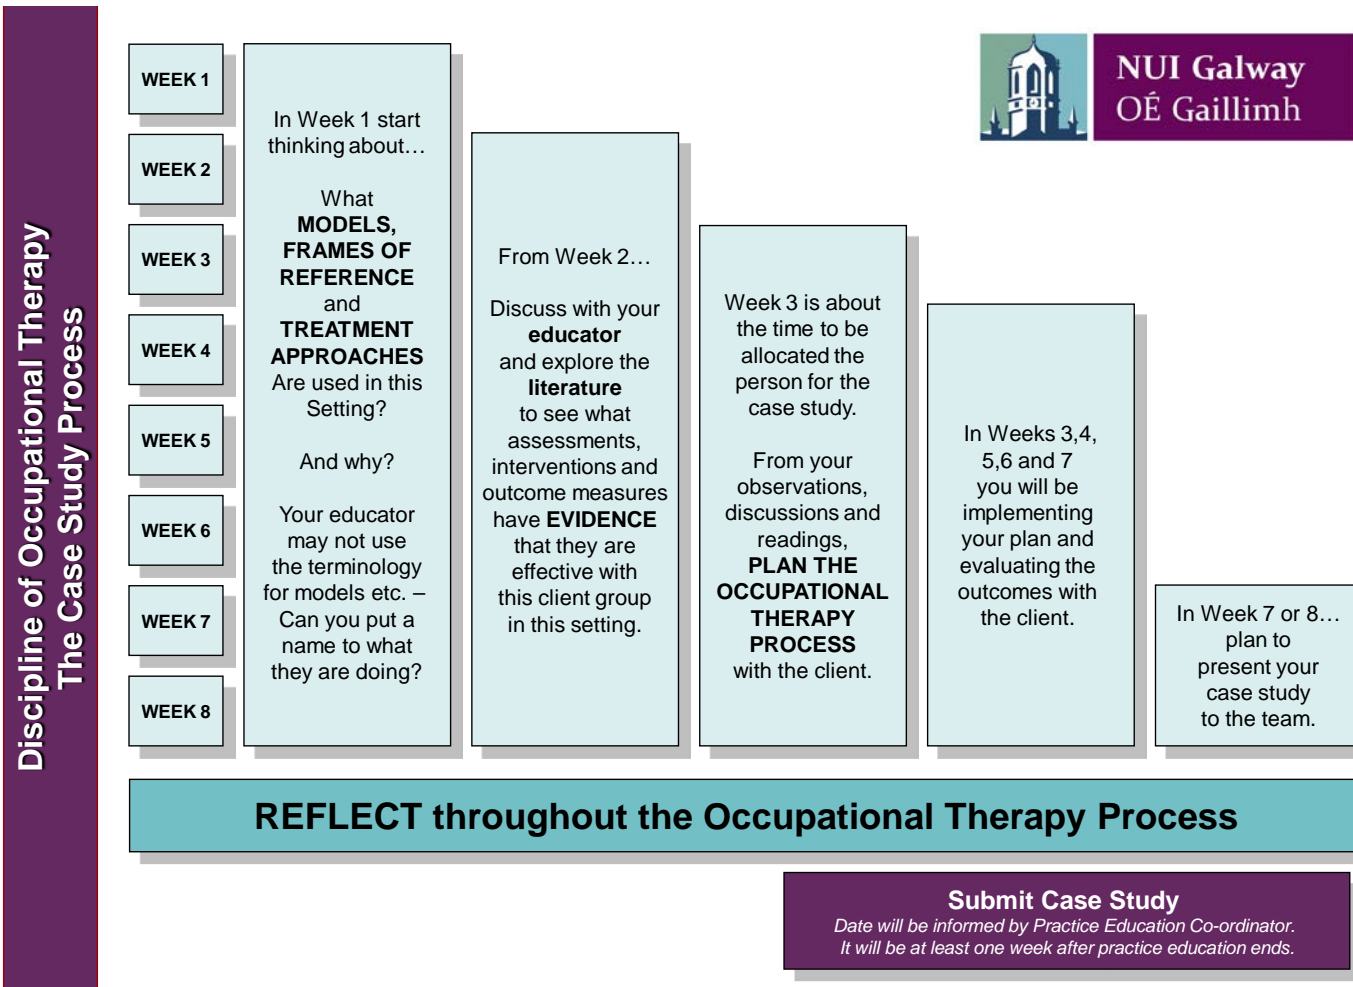 Discipline of Occupational Therapy
The Case Study Process
NUI Galway
OÉ Gaillimh
WEEK 1
WEEK 2
WEEK 3
WEEK 4
WEEK 5
WEEK 6
WEEK 7
WEEK 8
In Week 1 start
thinking about…
What
MODELS,
FRAMES OF
REFERENCE
and
TREATMENT
APPROACHES
Are used in this
Setting?
And why?
Your educator
may not use
the terminology
for models etc. –
Can you put a
name to what
they are doing?
From Week 2…
Discuss with your
educator
and explore the
literature
to see what
assessments,
interventions and
outcome measures
have EVIDENCE
that they are
effective with
this client group
in this setting.
Week 3 is about
the time to be
allocated the
person for the
case study.
From your
observations,
discussions and
readings,
PLAN THE
OCCUPATIONAL
THERAPY
PROCESS
with the client.
In Weeks 3,4,
5,6 and 7
you will be
implementing
your plan and
evaluating the
outcomes with
the client.
In Week 7 or 8…
plan to
present your
case study
to the team.
REFLECT throughout the Occupational Therapy Process
Submit Case Study
Date will be informed by Practice Education Co-ordinator.
It will be at least one week after practice education ends.